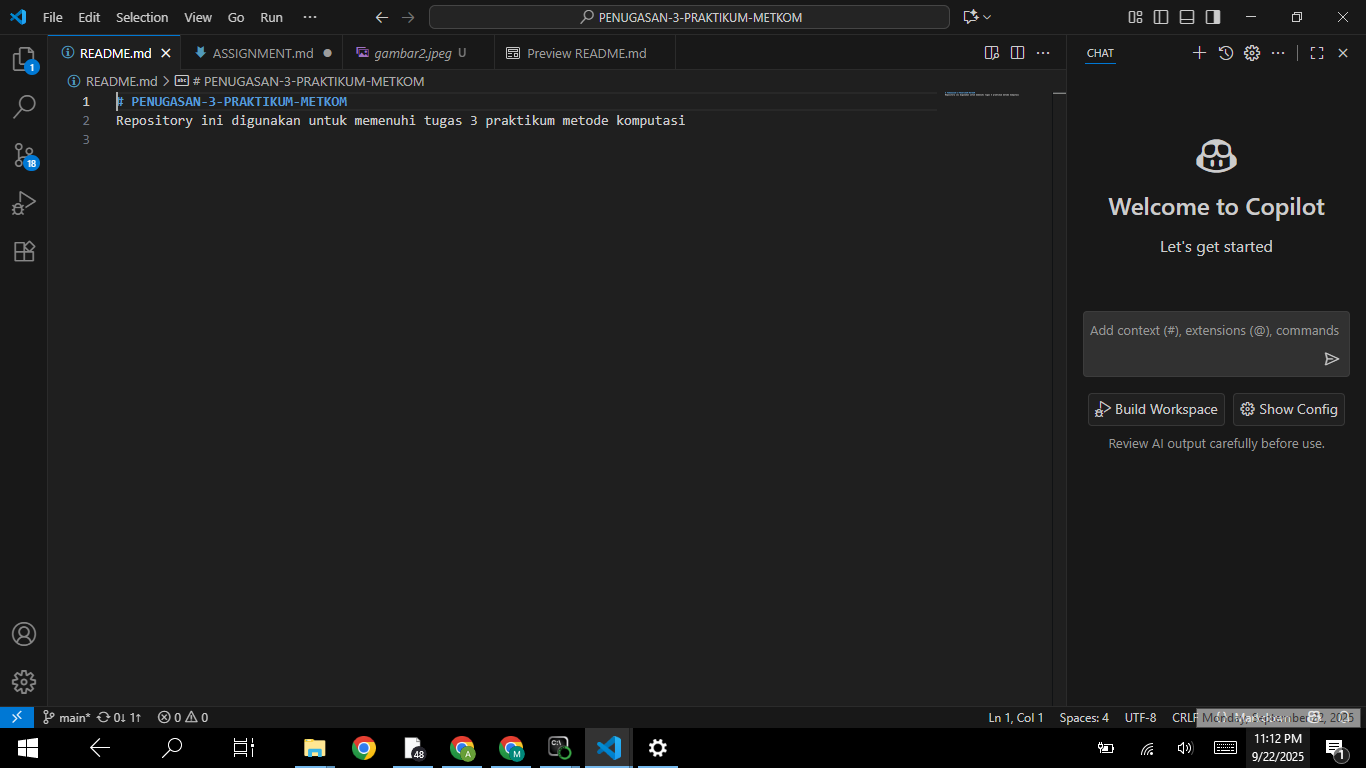 File Edit Selection View Go Run ···
PENUGASAN-3-PRAKTIKUM-METKOM
README.md
ASSIGNMENT.md
gambar2.jpeg U
Preview README.md
CHAT
1
18
README.md > # PENUGASAN-3-PRAKTIKUM-METKOM
1 # PENUGASAN-3-PRAKTIKUM-METKOM
2 Repository ini digunakan untuk memenuhi tugas 3 praktikum metode komputasi
3
Welcome to Copilot
Let's get started
Add context (#), extensions (@), commands
Build Workspace
Show Config
Review AI output carefully before use.
main* 0↓ 1↑ 0 0
Ln 1, Col 1 Spaces: 4 UTF-8 CRLF
48
A
M
C:\
11:12 PM
9/22/2025
1